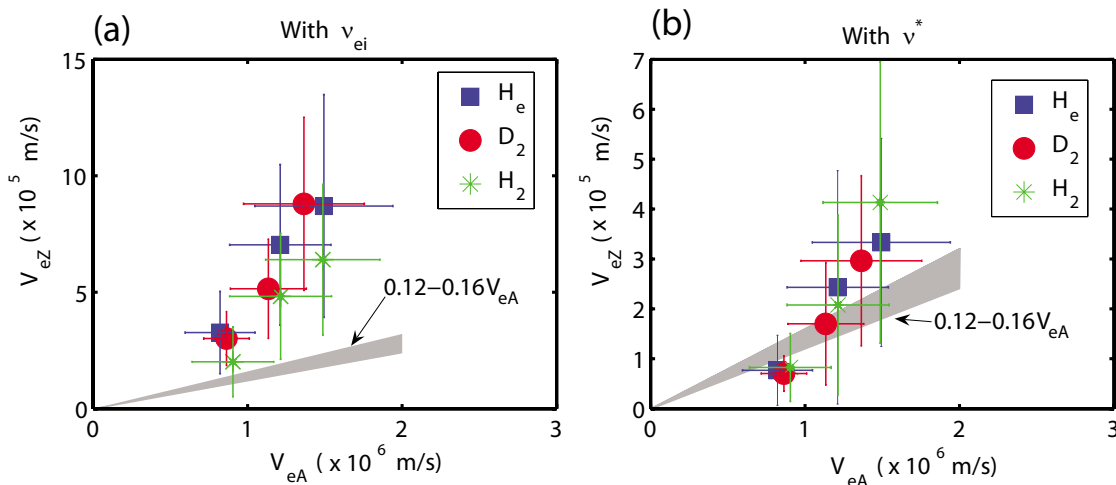 (a)
With ν_ei
15
10
5
0
0 1 2 3
V_eZ ( x 10^5 m/s)
V_eA ( x 10^6 m/s)
H_e
D_2
H_2
0.12−0.16V_eA
(b)
With ν^*
7
6
5
4
3
2
1
0
0 1 2 3
V_eZ ( x 10^5 m/s)
V_eA ( x 10^6 m/s)
H_e
D_2
H_2
0.12−0.16V_eA